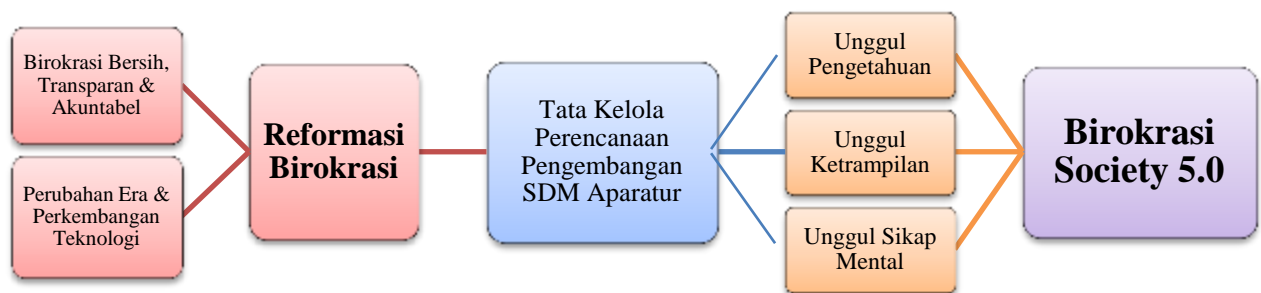 Birokrasi Bersih,
Transparan &
Akuntabel
Perubahan Era &
Perkembangan
Teknologi
Reformasi
Birokrasi
Tata Kelola
Perencanaan
Pengembangan
SDM Aparatur
Unggul
Pengetahuan
Unggul
Ketrampilan
Unggul Sikap
Mental
Birokrasi
Society 5.0